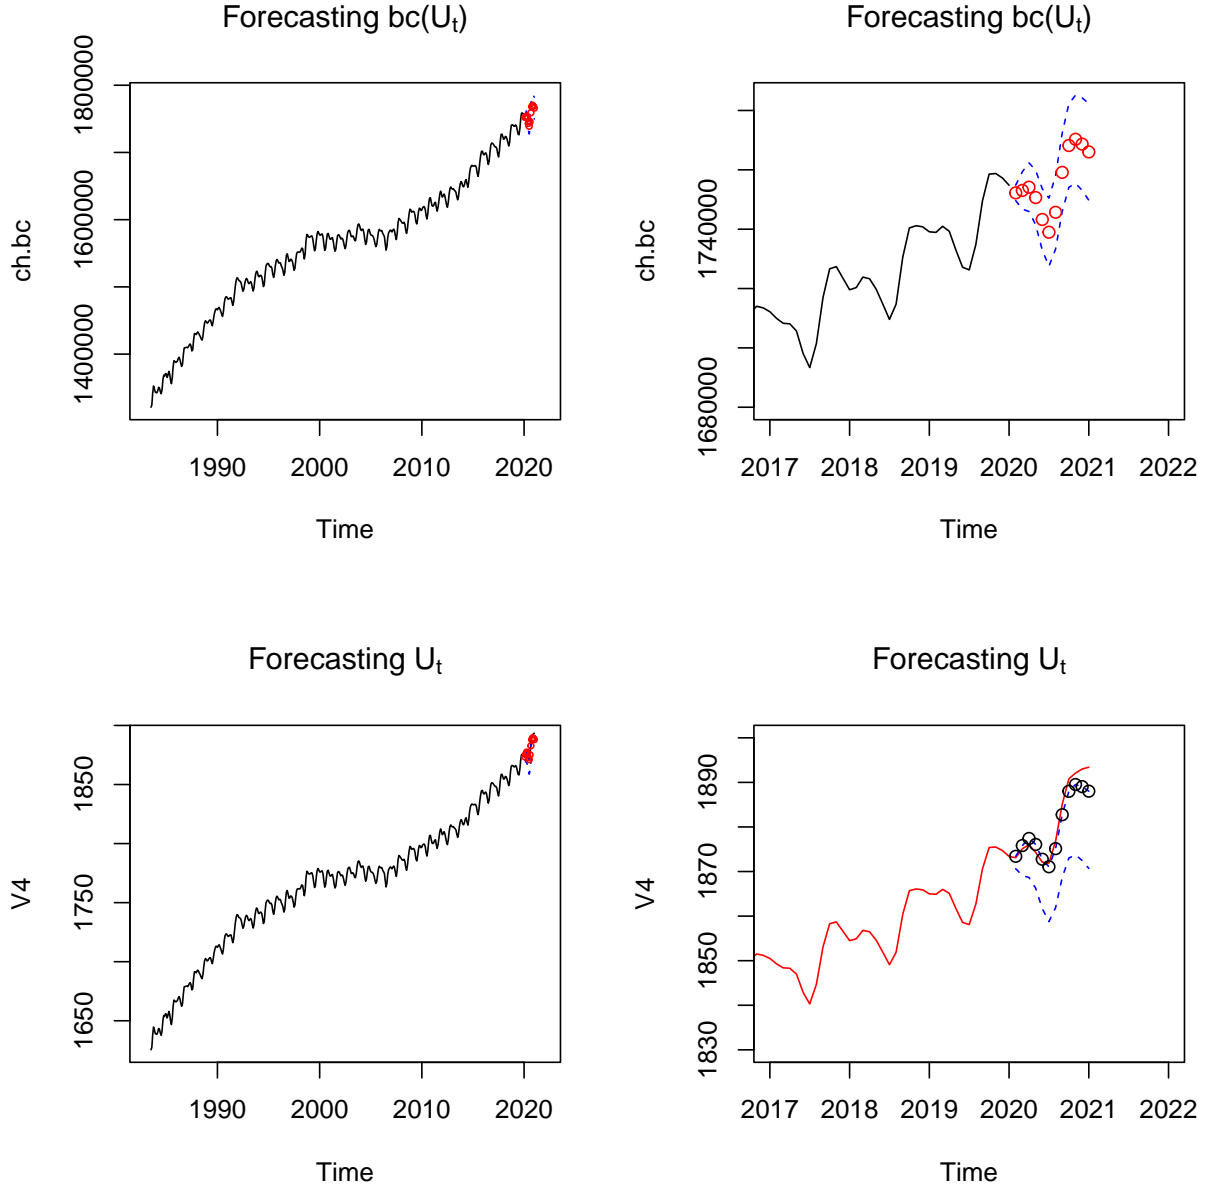 Forecasting bc(Uₜ)
ch.bc
1400000 1600000 1800000
1990 2000 2010 2020
Time
Forecasting bc(Uₜ)
ch.bc
1680000 1740000
2017 2018 2019 2020 2021 2022
Time
Forecasting Uₜ
V4
1650 1750 1850
1990 2000 2010 2020
Time
Forecasting Uₜ
V4
1830 1850 1870 1890
2017 2018 2019 2020 2021 2022
Time